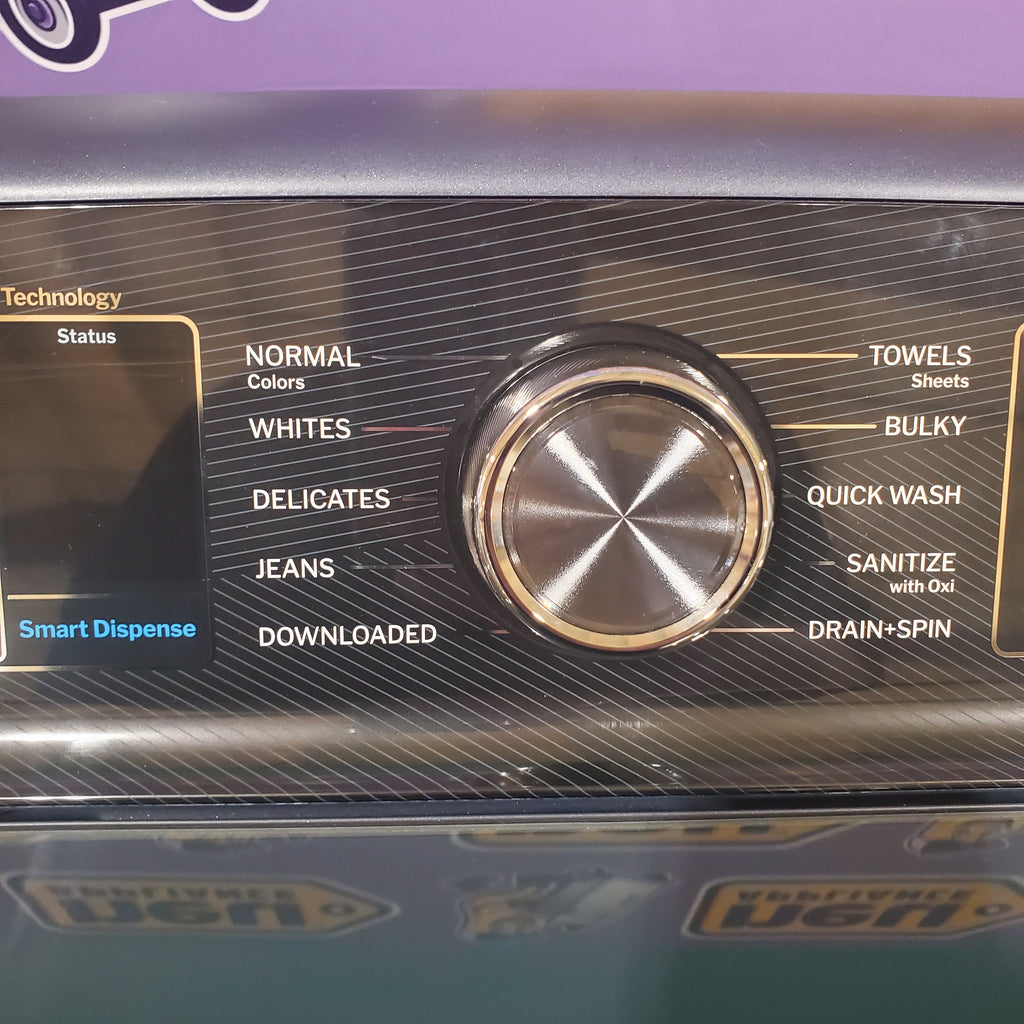 Technology
Status
Smart Dispense
NORMAL
Colors
WHITES
DELICATES
JEANS
DOWNLOADED
TOWELS
Sheets
BULKY
QUICK WASH
SANITIZE
with Oxi
DRAIN+SPIN